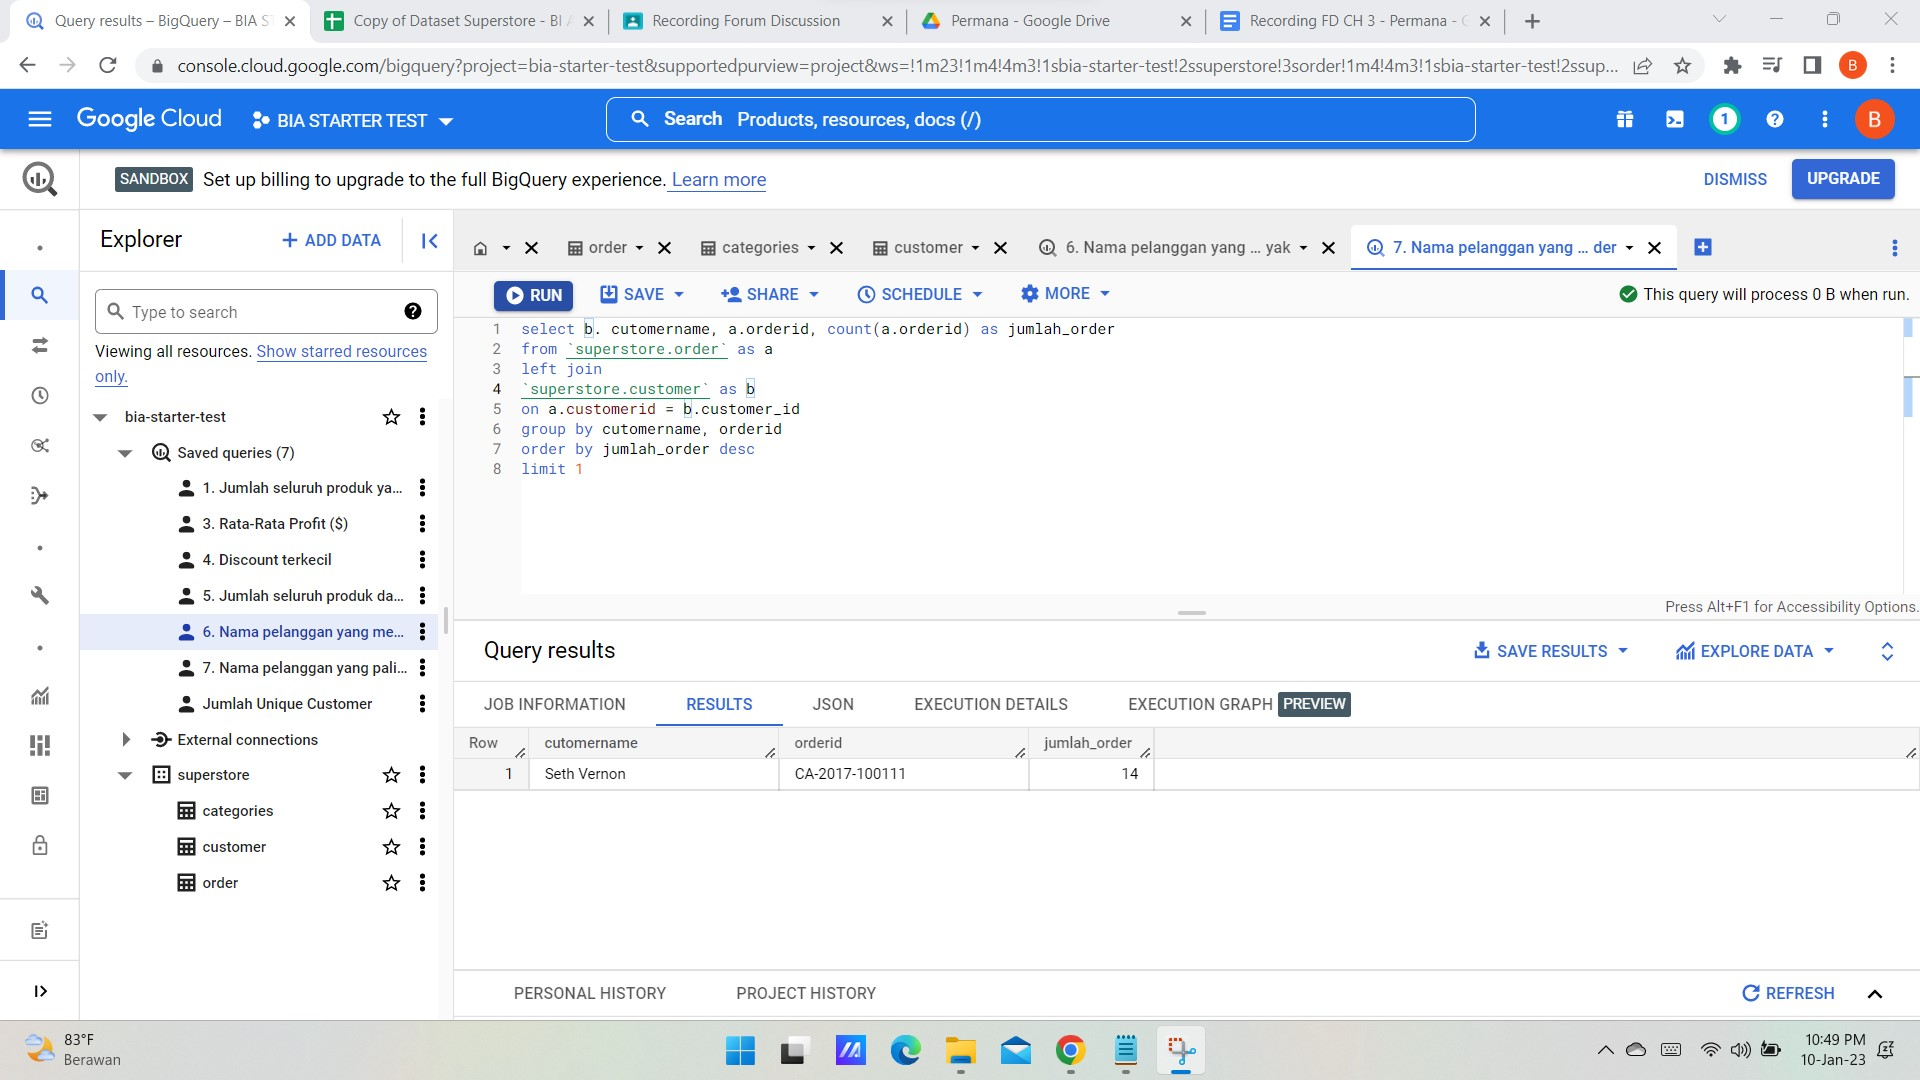 Query results – BigQuery – BIA S
Copy of Dataset Superstore - BI
Recording Forum Discussion
Permana - Google Drive
Recording FD CH 3 - Permana -
console.cloud.google.com/bigquery?project=bia-starter-test&supportedpurview=project&ws=!1m23!1m4!4m3!1sbia-starter-test!2ssuperstore!3sorder!1m4!4m3!1sbia-starter-test!2ssup...
B
Google Cloud
BIA STARTER TEST
Search Products, resources, docs (/)
1
B
SANDBOX Set up billing to upgrade to the full BigQuery experience. Learn more
DISMISS
UPGRADE
Explorer
+ ADD DATA
order
categories
customer
6. Nama pelanggan yang ... yak
7. Nama pelanggan yang ... der
Type to search
Viewing all resources. Show starred resources
only.
bia-starter-test
Saved queries (7)
1. Jumlah seluruh produk ya...
3. Rata-Rata Profit ($)
4. Discount terkecil
5. Jumlah seluruh produk da...
6. Nama pelanggan yang me...
7. Nama pelanggan yang pali...
Jumlah Unique Customer
External connections
superstore
categories
customer
order
RUN
SAVE
SHARE
SCHEDULE
MORE
This query will process 0 B when run.
1 select b. cutomername, a.orderid, count(a.orderid) as jumlah_order
2 from `superstore.order` as a
3 left join
4 `superstore.customer` as b
5 on a.customerid = b.customer_id
6 group by cutomername, orderid
7 order by jumlah_order desc
8 limit 1
Press Alt+F1 for Accessibility Options.
Query results
SAVE RESULTS
EXPLORE DATA
JOB INFORMATION
RESULTS
JSON
EXECUTION DETAILS
EXECUTION GRAPH PREVIEW
Row cutomername orderid jumlah_order
1 Seth Vernon CA-2017-100111 14
PERSONAL HISTORY
PROJECT HISTORY
REFRESH
83°F
Berawan
10:49 PM
10-Jan-23